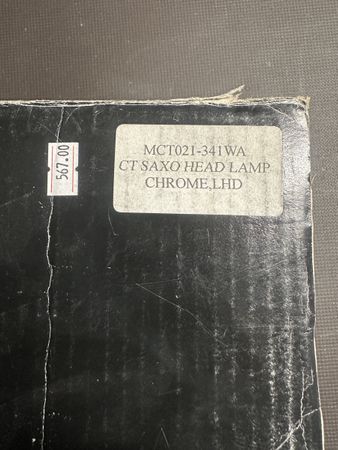 MCT021-341WA
CT SAXO HEAD LAMP
CHROME,LHD
567.00